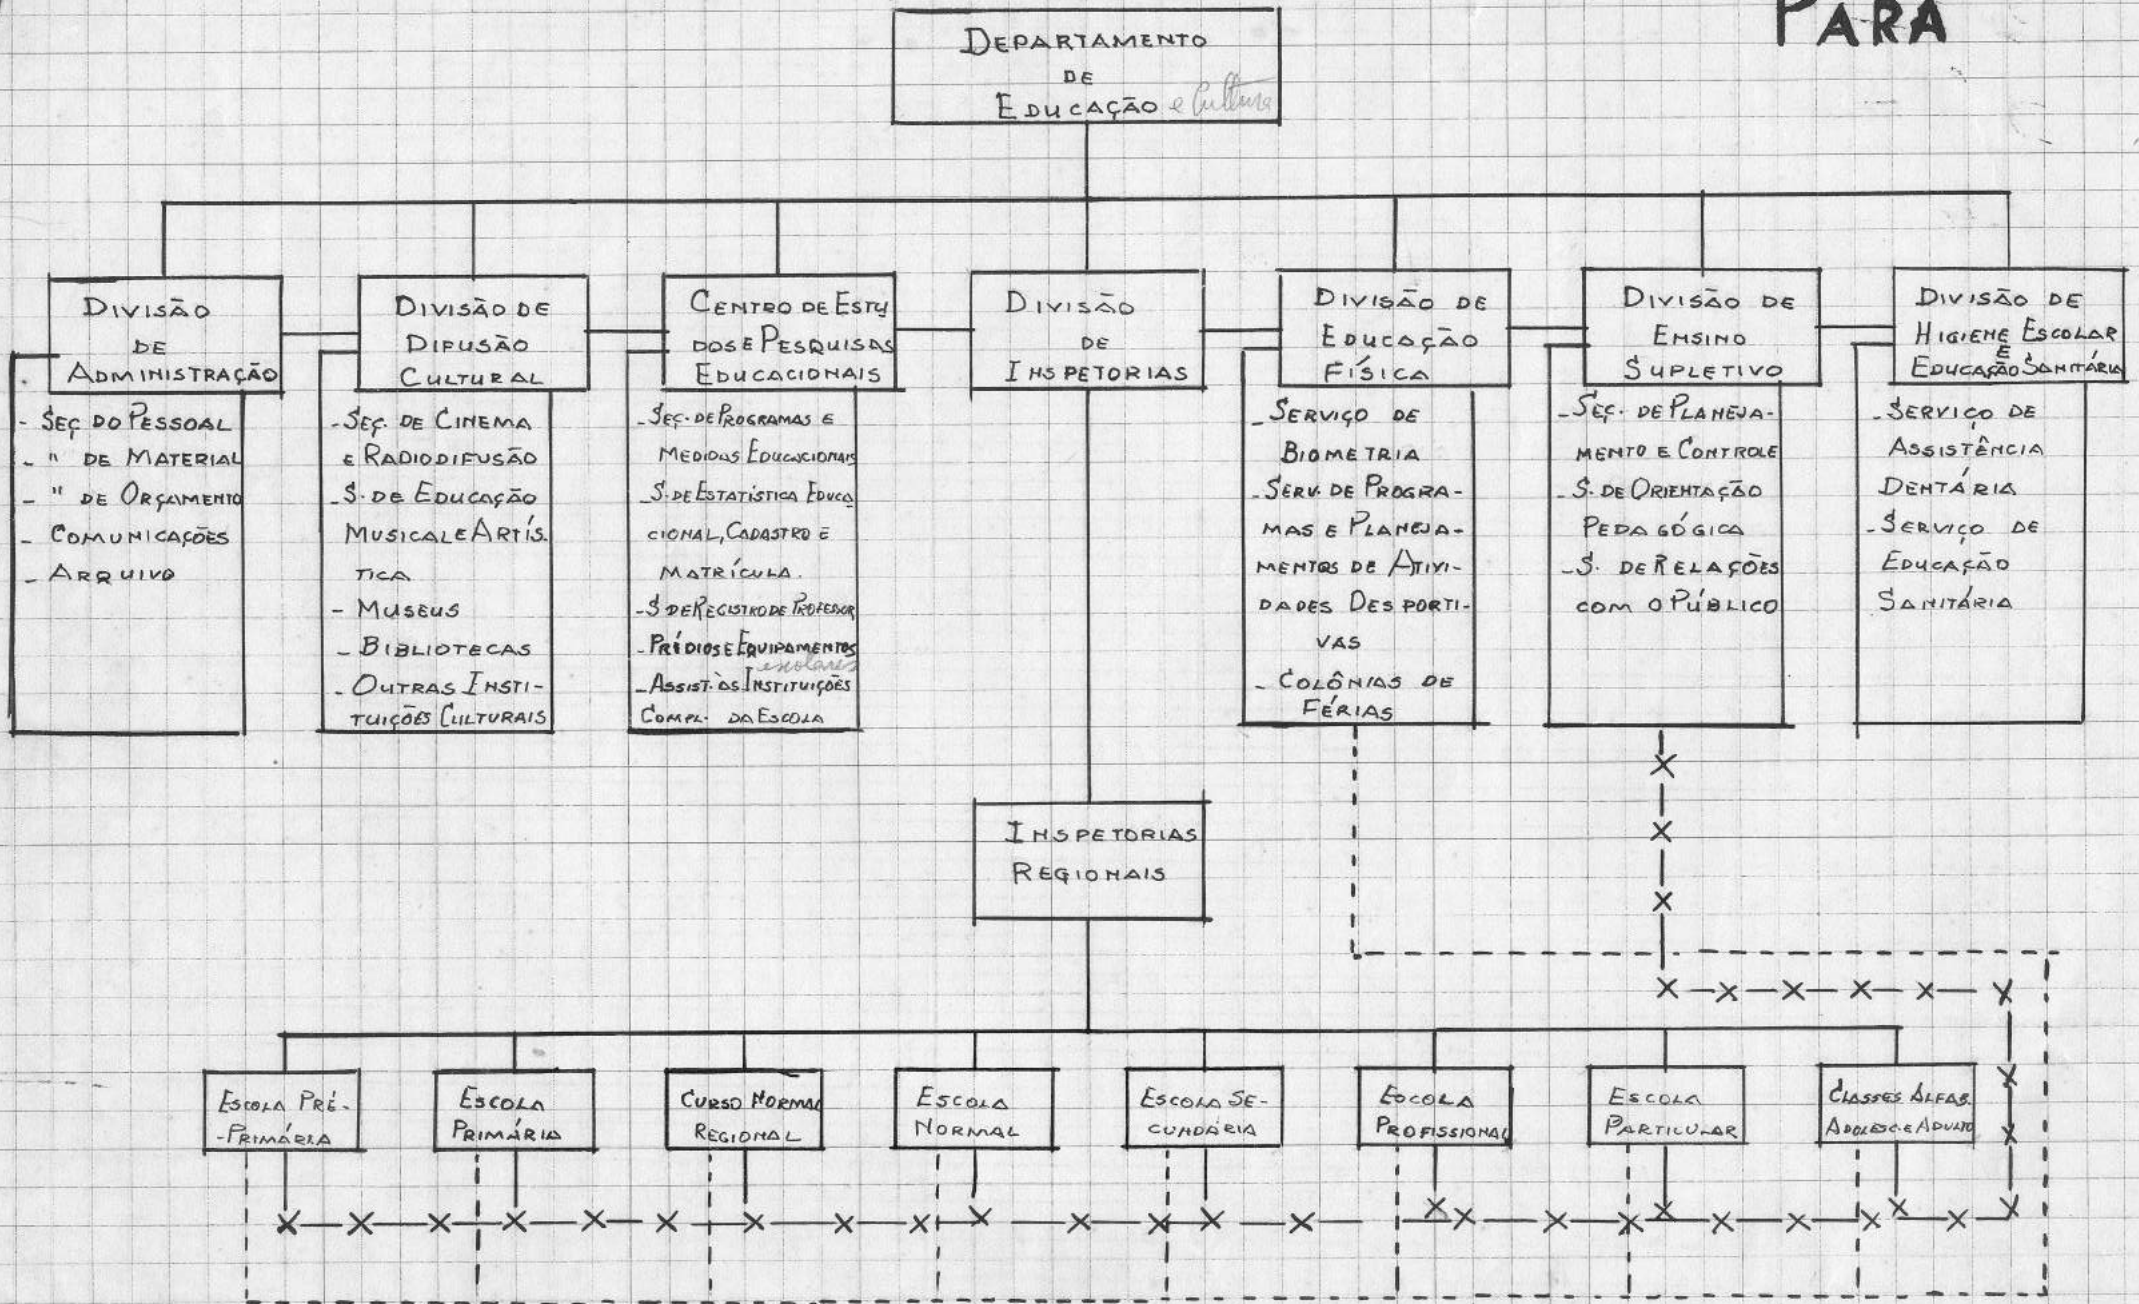 PARA
DEPARTAMENTO
DE
EDUCAÇÃO e Cultura
DIVISÃO
DE
ADMINISTRAÇÃO
- SEÇ DO PESSOAL
- " DE MATERIAL
- " DE ORÇAMENTO
- COMUNICAÇÕES
- ARQUIVO
DIVISÃO DE
DIFUSÃO
CULTURAL
- SEÇ. DE CINEMA
E RADIODIFUSÃO
- S. DE EDUCAÇÃO
MUSICAL E ARTÍS.
TICA
- MUSEUS
- BIBLIOTECAS
- OUTRAS INSTI-
TUIÇÕES CULTURAIS
CENTRO DE ESTU
DOS E PESQUISAS
EDUCACIONAIS
- SEÇ. DE PROGRAMAS E
MEDIDAS EDUCACIONAIS
- S. DE ESTATÍSTICA EDUCA
CIONAL, CADASTRO E
MATRÍCULA.
- S DE REGISTRO DE PROFESSOR
- PRÉDIOS E EQUIPAMENTOS
escolares
- ASSIST. ÀS INSTITUIÇÕES
COMPL. DA ESCOLA
DIVISÃO
DE
INSPETORIAS
DIVISÃO DE
EDUCAÇÃO
FÍSICA
- SERVIÇO DE
BIOMETRIA
- SERV. DE PROGRA-
MAS E PLANEJA-
MENTOS DE ATIVI-
DADES DESPORTI-
VAS
- COLÔNIAS DE
FÉRIAS
DIVISÃO DE
ENSINO
SUPLETIVO
- SEÇ. DE PLANEJA-
MENTO E CONTROLE
- S. DE ORIENTAÇÃO
PEDAGÓGICA
- S. DE RELAÇÕES
COM O PÚBLICO
DIVISÃO DE
HIGIENE ESCOLAR
E
EDUCAÇÃO SANITÁRIA
- SERVIÇO DE
ASSISTÊNCIA
DENTÁRIA
- SERVIÇO DE
EDUCAÇÃO
SANITÁRIA
INSPETORIAS
REGIONAIS
ESCOLA PRÉ-
-PRIMÁRIA
ESCOLA
PRIMÁRIA
CURSO NORMAL
REGIONAL
ESCOLA
NORMAL
ESCOLA SE-
CUNDÁRIA
ESCOLA
PROFISSIONAL
ESCOLA
PARTICULAR
CLASSES ALFAB.
ADOLESC. E ADULTO